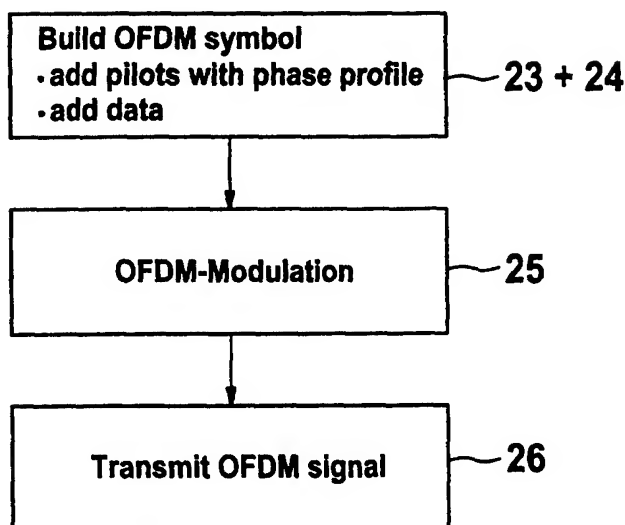 Build OFDM symbol
• add pilots with phase profile
• add data
23 + 24
OFDM-Modulation
25
Transmit OFDM signal
26